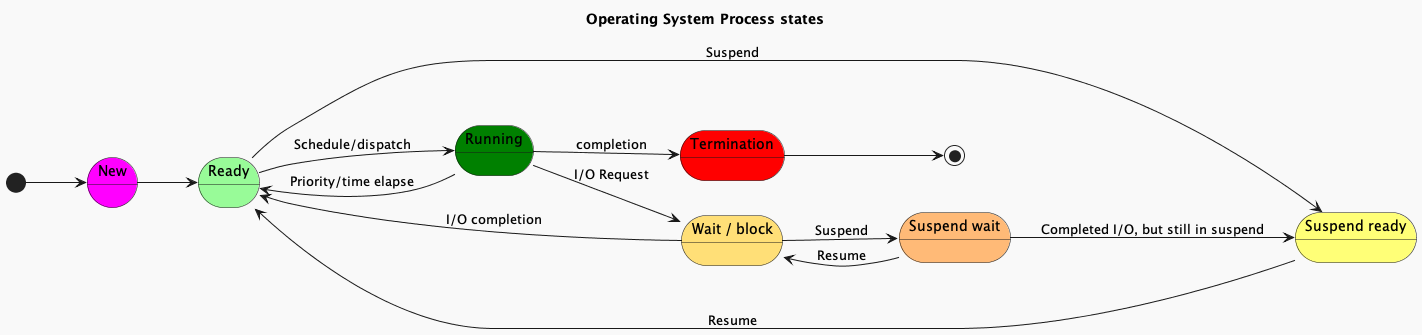 Operating System Process states
Suspend
Running
Schedule/dispatch
completion
Termination
New
Ready
I/O Request
Priority/time elapse
I/O completion
Wait / block
Suspend
Suspend wait
Completed I/O, but still in suspend
Suspend ready
Resume
Resume